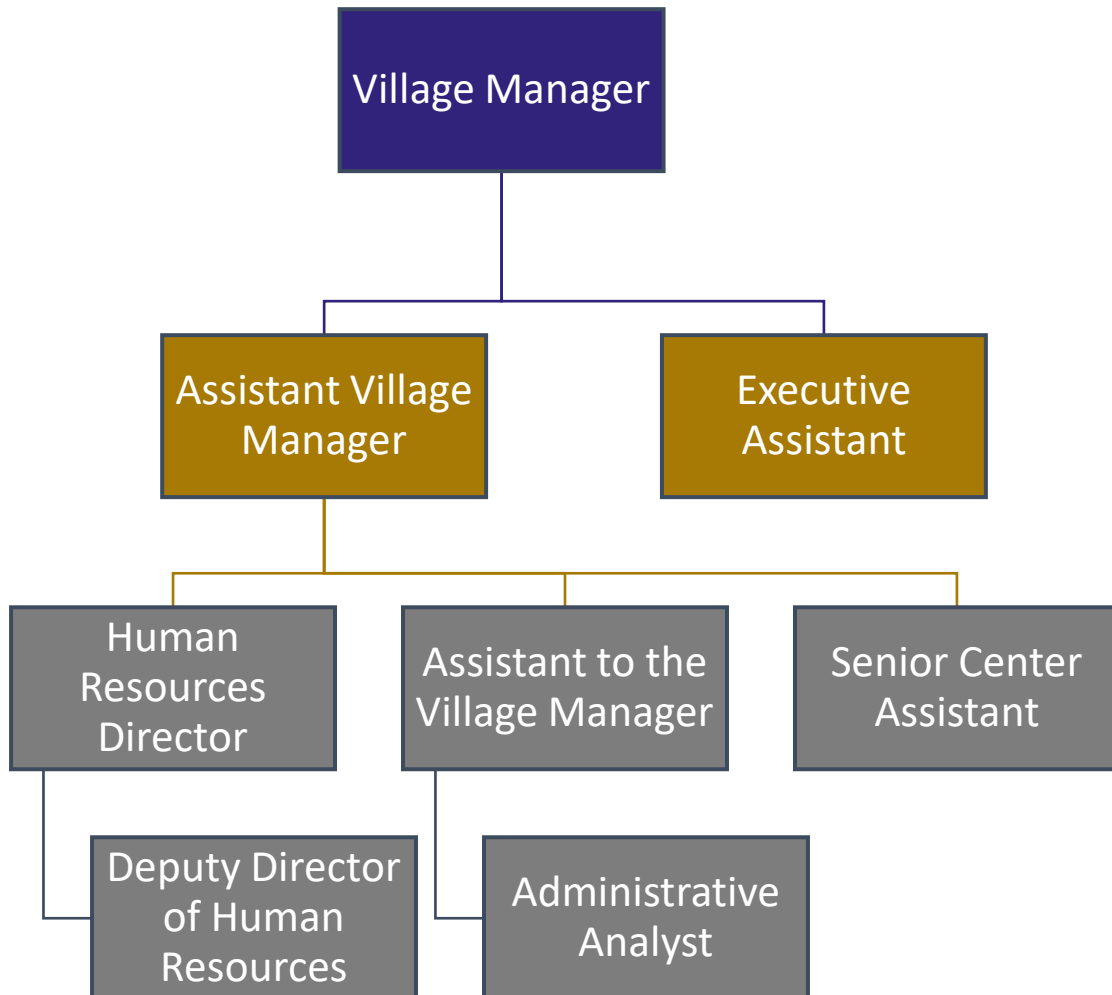 Village Manager
Assistant Village
Manager
Executive
Assistant
Human
Resources
Director
Assistant to the
Village Manager
Senior Center
Assistant
Deputy Director
of Human
Resources
Administrative
Analyst